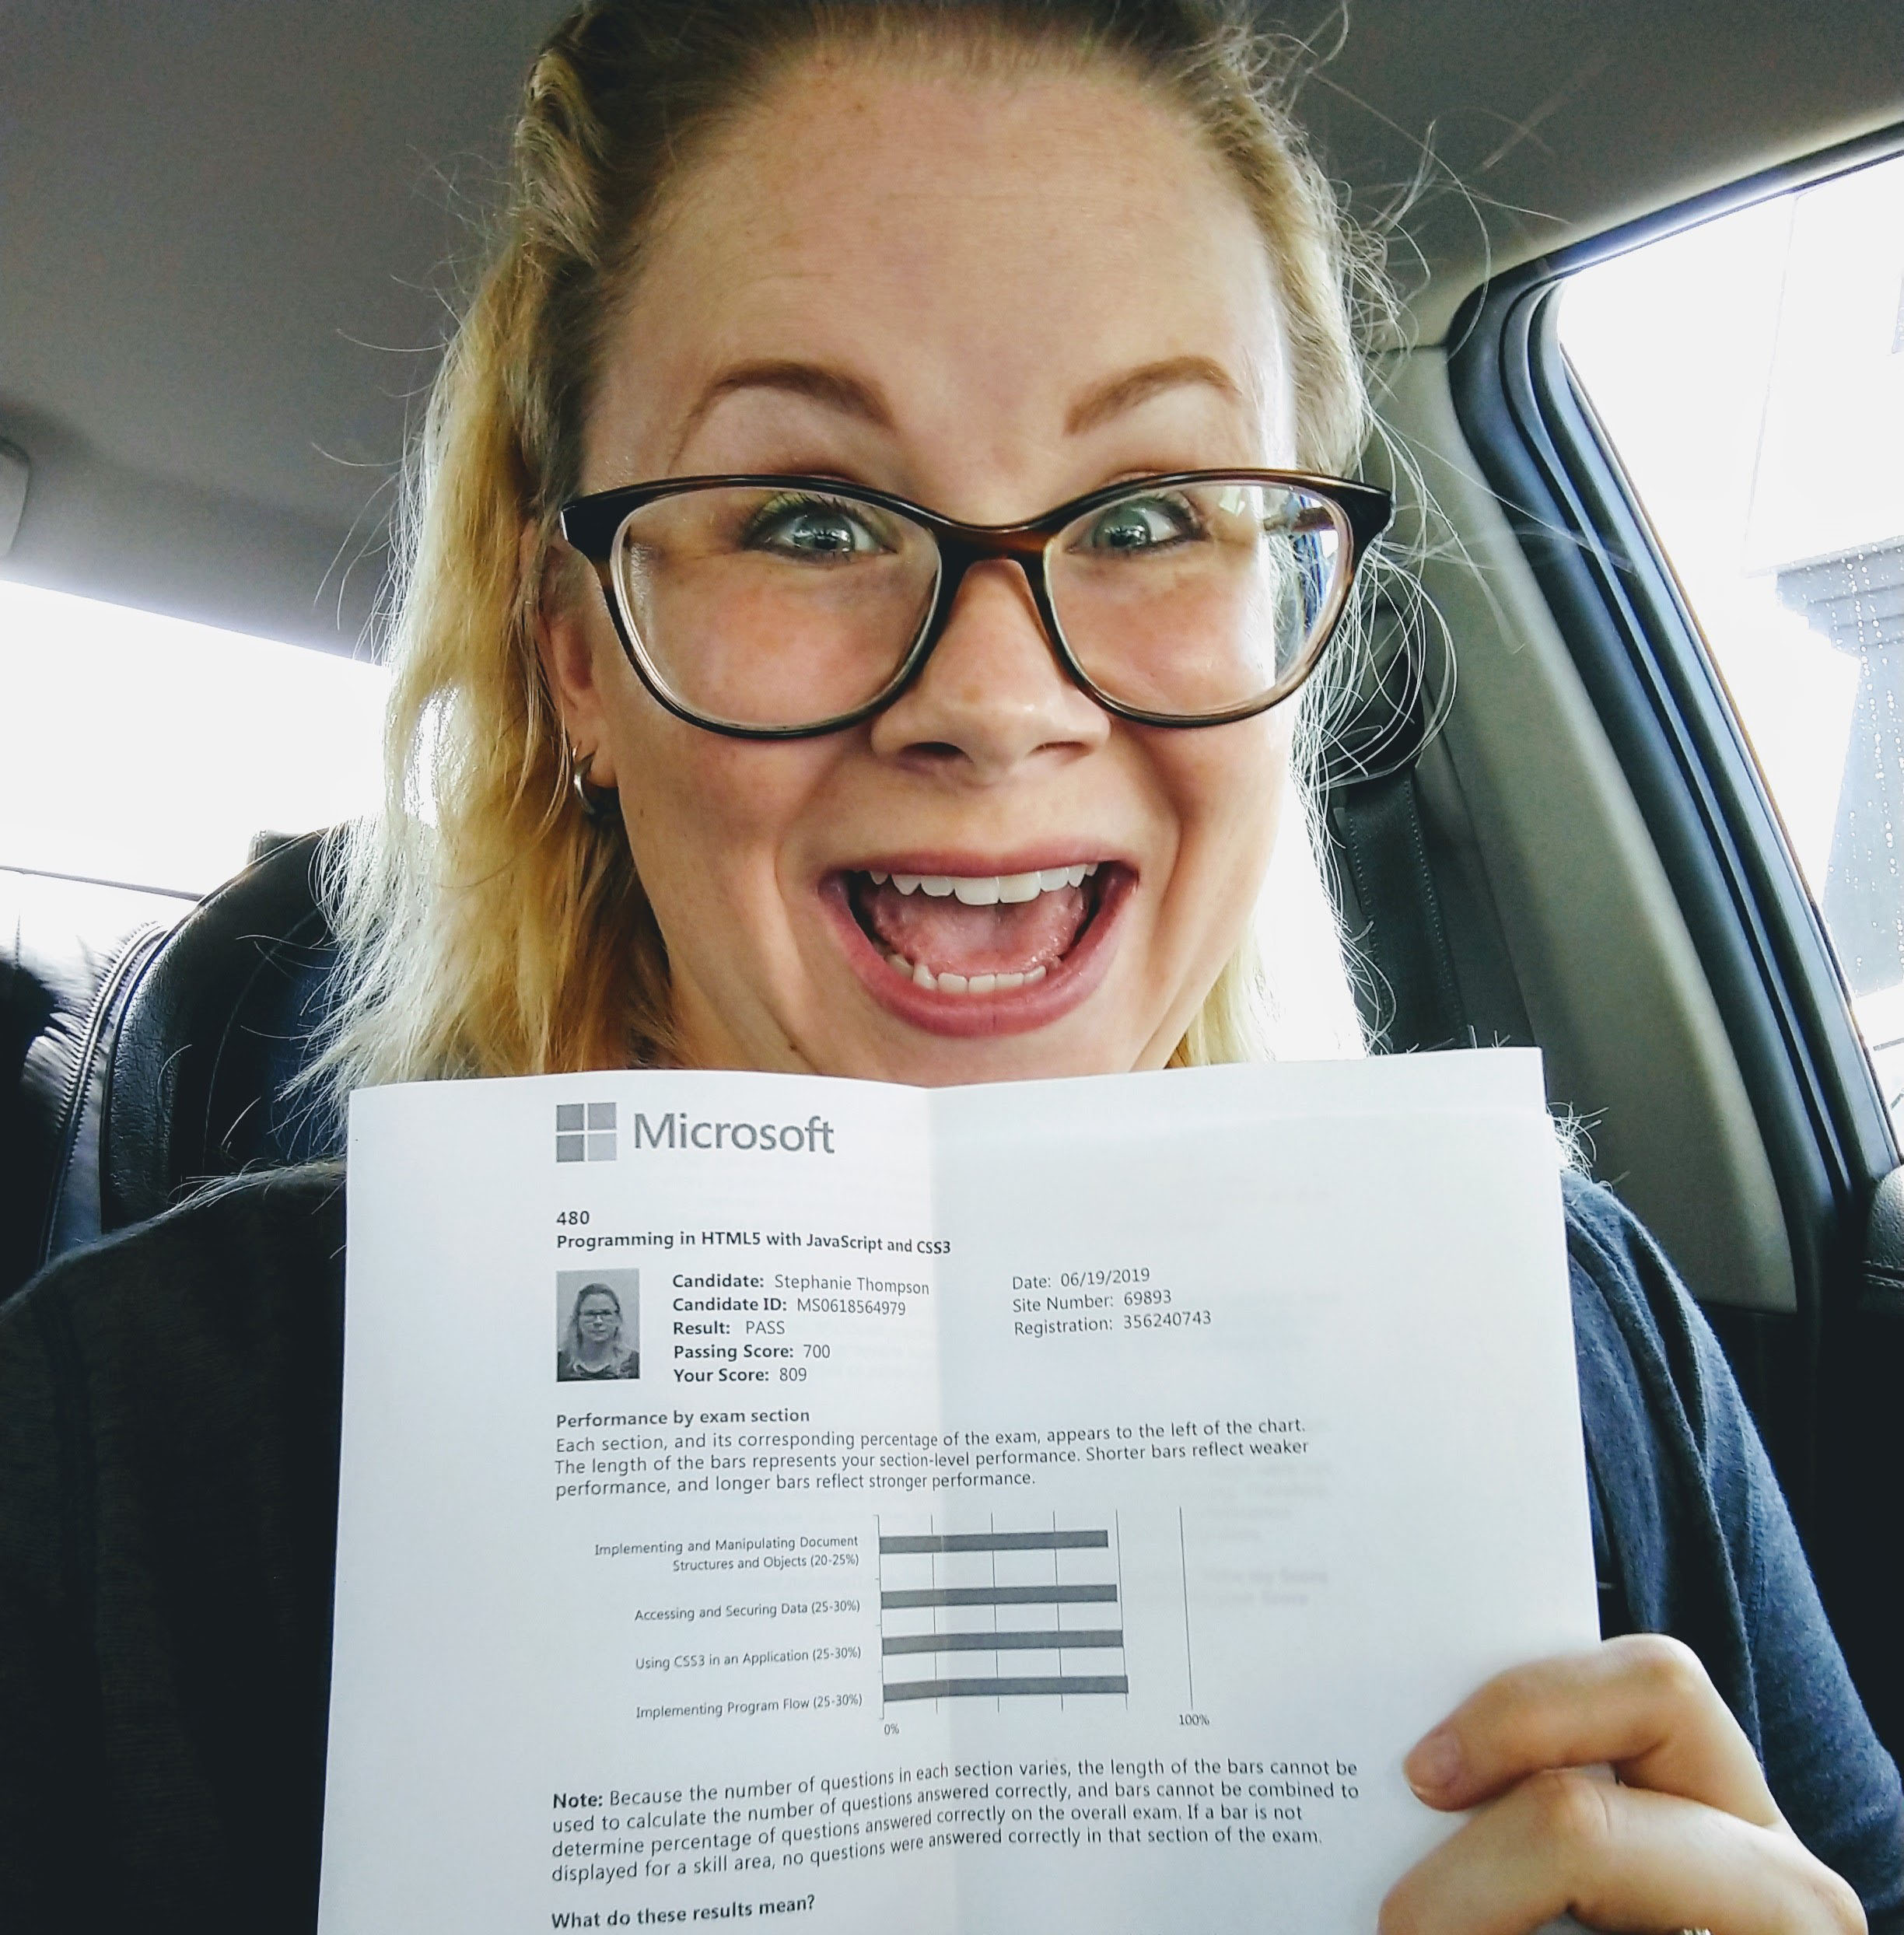 Microsoft
480
Programming in HTML5 with JavaScript and CSS3
Candidate: Stephanie Thompson
Candidate ID: MS0618564979
Result: PASS
Passing Score: 700
Your Score: 809
Date: 06/19/2019
Site Number: 69893
Registration: 356240743
Performance by exam section
Each section, and its corresponding percentage of the exam, appears to the left of the chart.
The length of the bars represents your section-level performance. Shorter bars reflect weaker
performance, and longer bars reflect stronger performance.
Implementing and Manipulating Document
Structures and Objects (20-25%)
Accessing and Securing Data (25-30%)
Using CSS3 in an Application (25-30%)
Implementing Program Flow (25-30%)
0%
100%
Note: Because the number of questions in each section varies, the length of the bars cannot be
used to calculate the number of questions answered correctly, and bars cannot be combined to
determine percentage of questions answered correctly on the overall exam. If a bar is not
displayed for a skill area, no questions were answered correctly in that section of the exam.
What do these results mean?